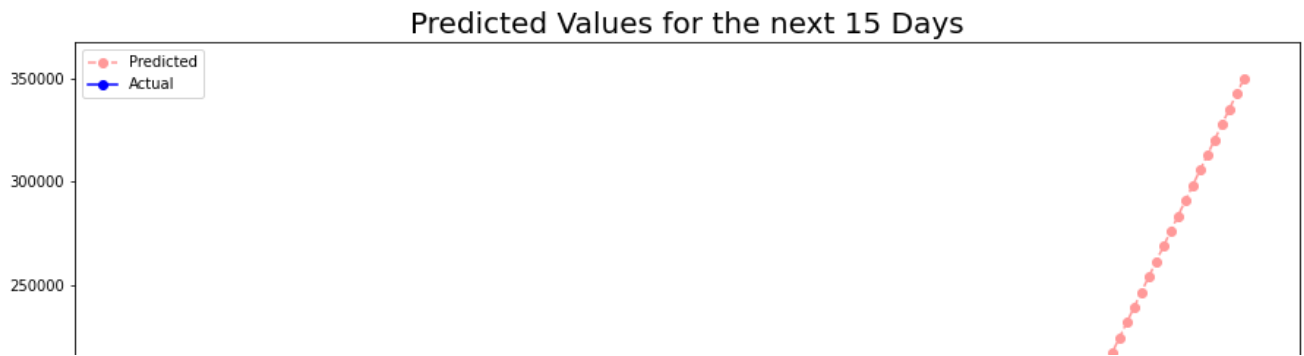 Predicted Values for the next 15 Days
Predicted
Actual
350000
300000
250000